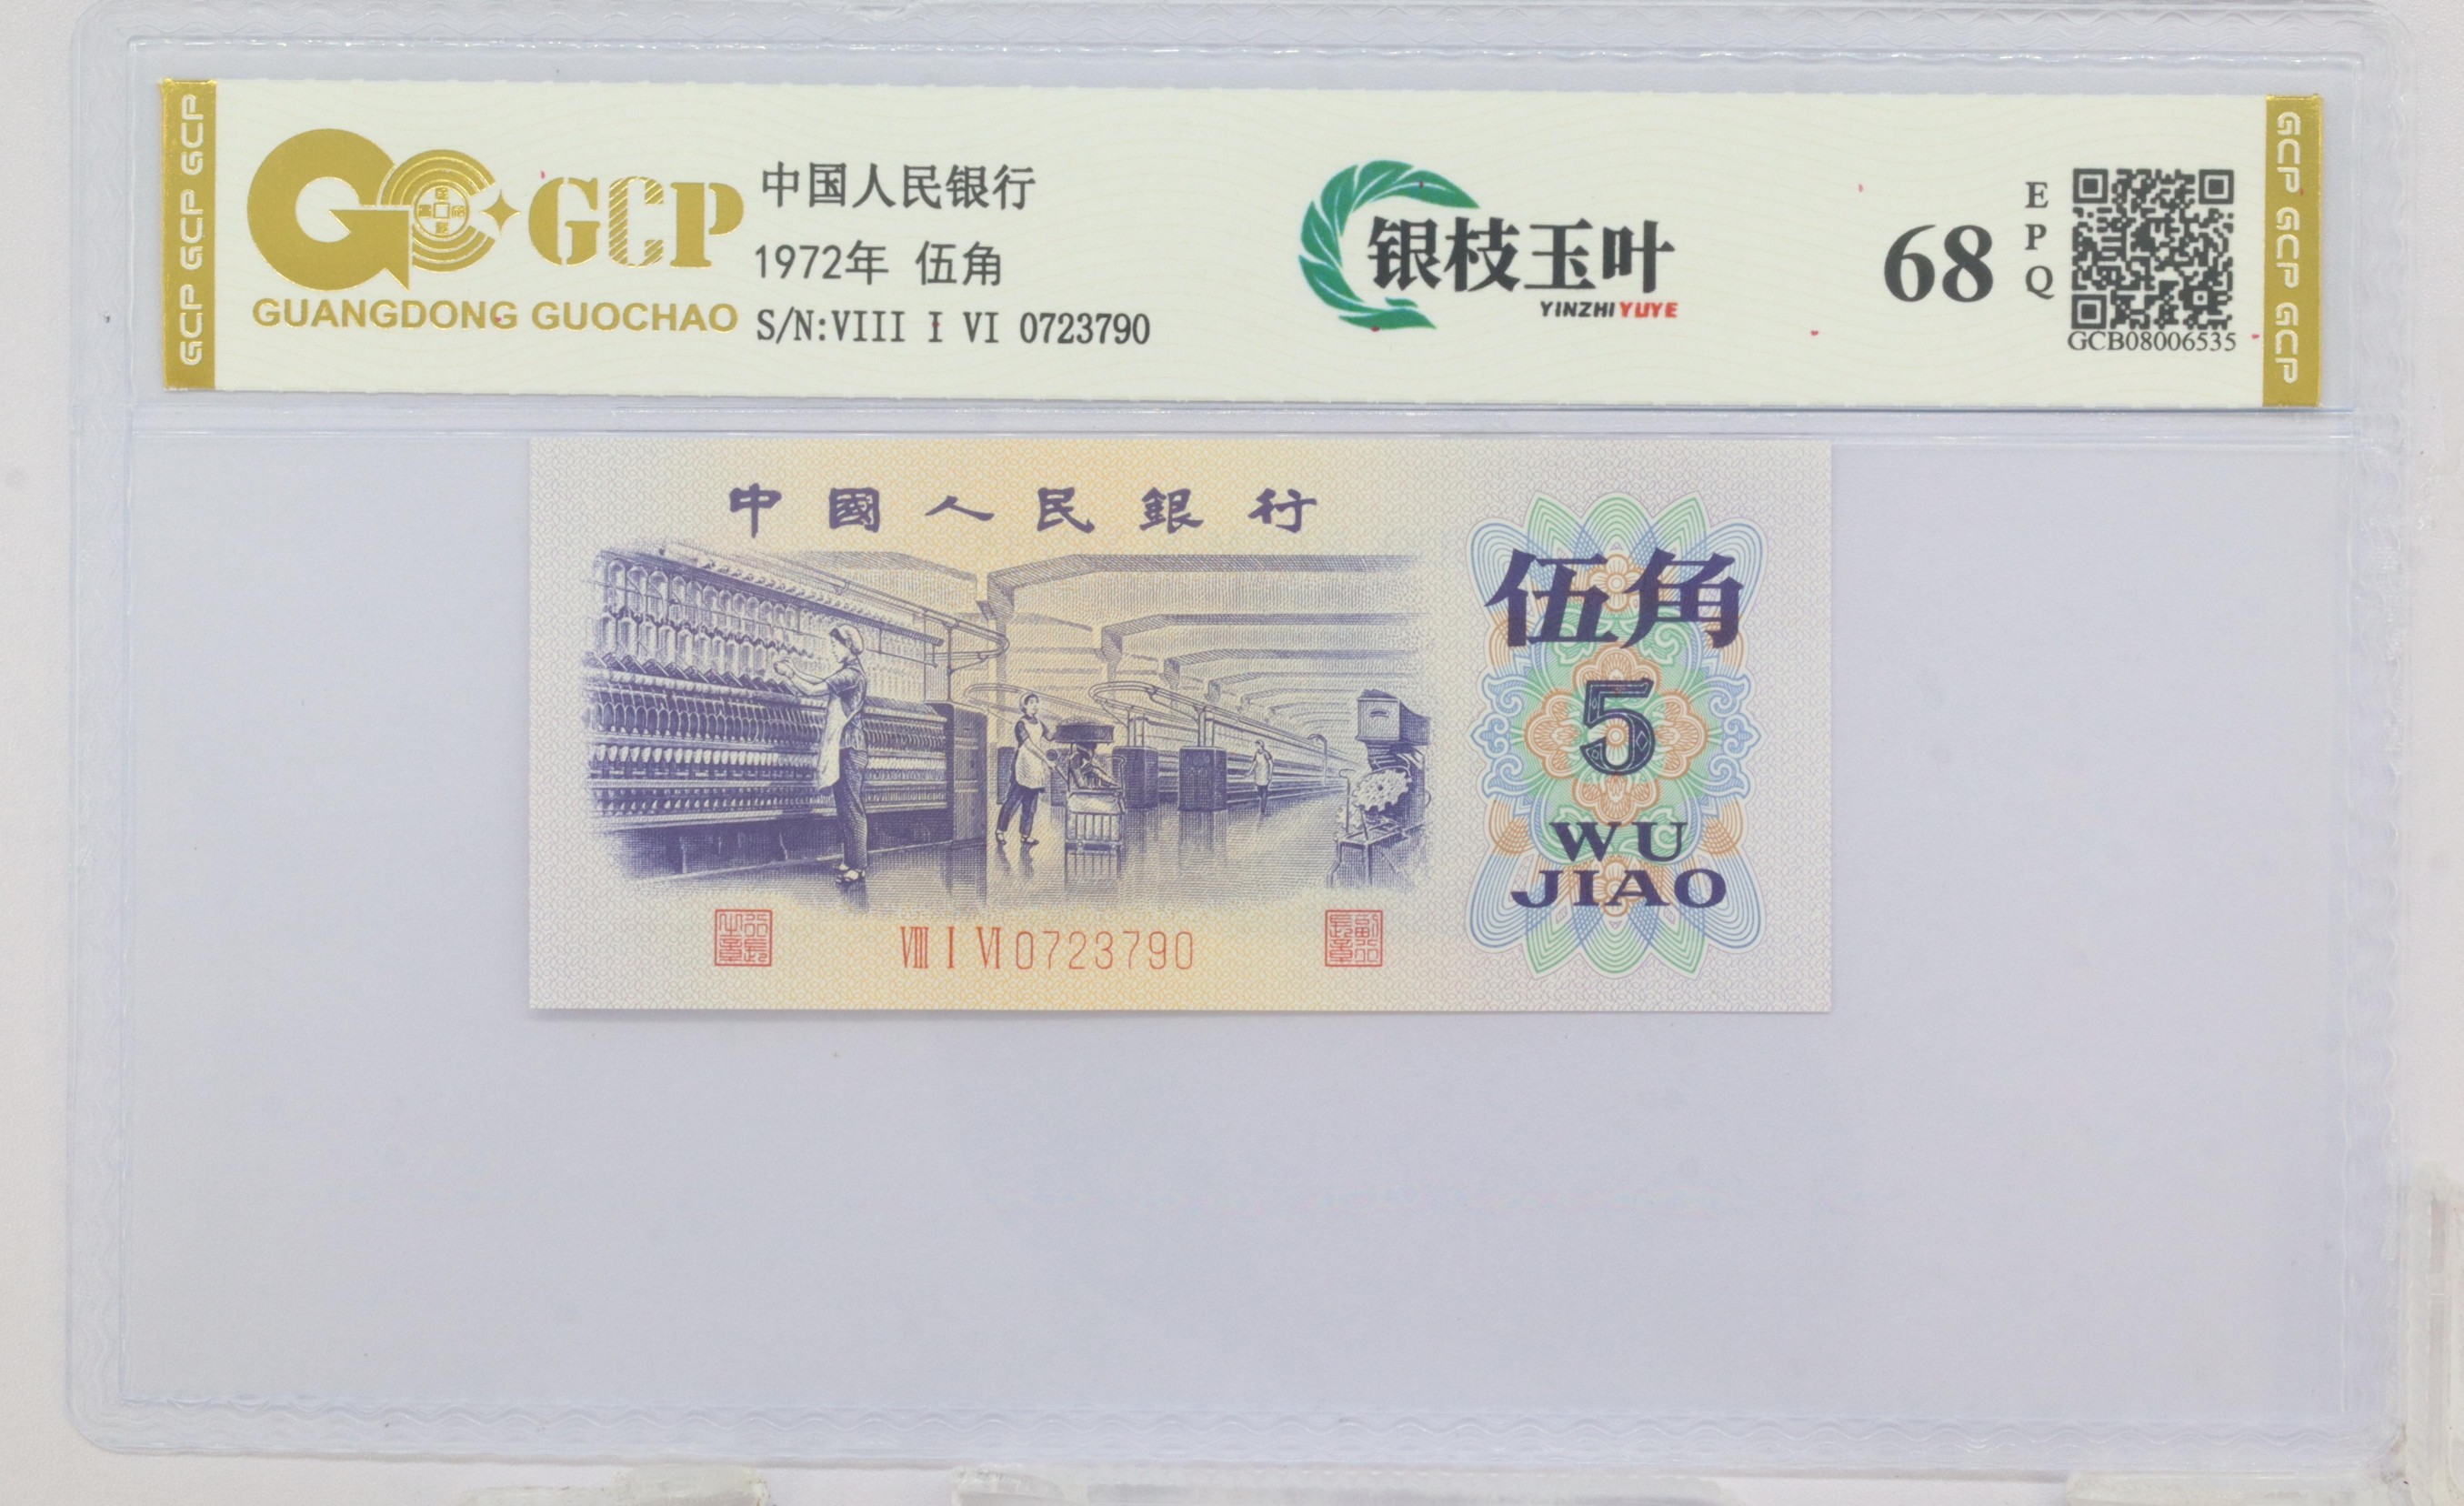 GCP GCP GCP
GCP
GUANGDONG GUOCHAO
中国人民银行
1972年 伍角
S/N:VIII I VI 0723790
银枝玉叶
YINZHI YUYE
68
EPQ
GCB08006535
GCP GCP GCP
中國人民銀行
伍角
5
WU
JIAO
VIII I VI 0723790